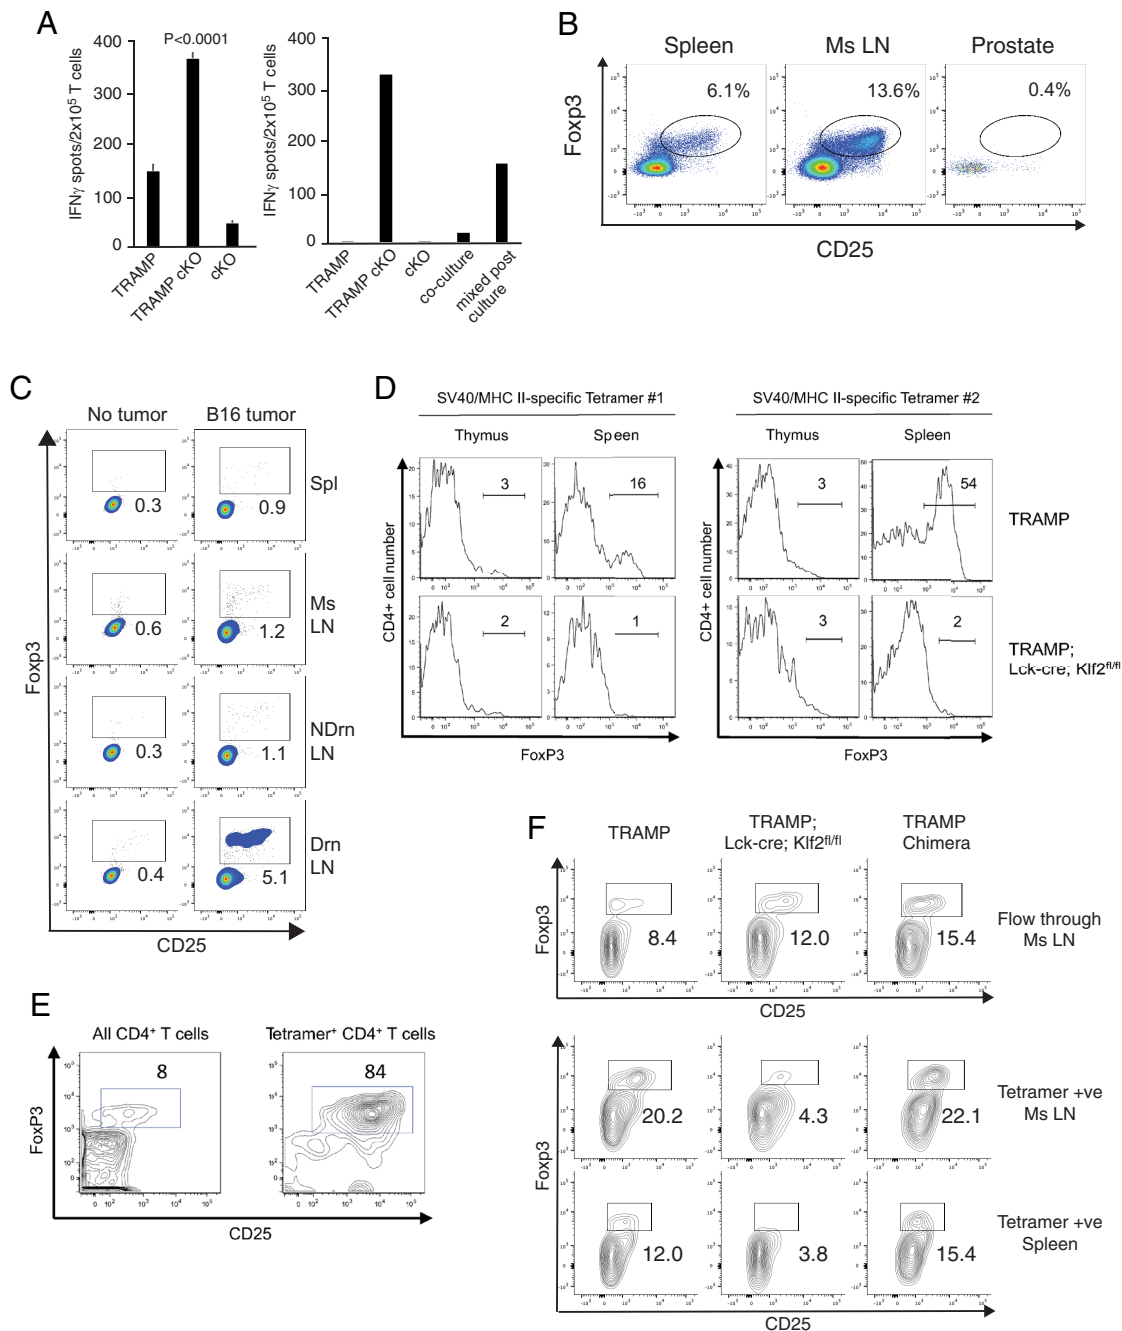 A
P<0.0001
IFNγ spots/2x10⁵ T cells
400
300
200
100
0
TRAMP
TRAMP cKO
cKO
IFNγ spots/2x10⁵ T cells
400
300
200
100
0
TRAMP
TRAMP cKO
cKO
co-culture
mixed post
culture
B
Spleen
Ms LN
Prostate
Foxp3
6.1%
13.6%
0.4%
CD25
C
No tumor
B16 tumor
Foxp3
0.3
0.9
Spl
0.6
1.2
Ms
LN
0.3
1.1
NDrn
LN
0.4
5.1
Drn
LN
CD25
D
SV40/MHC II-specific Tetramer #1
SV40/MHC II-specific Tetramer #2
Thymus
Speen
Thymus
Spleen
CD4+ cell number
CD4+ cell number
3
16
3
54
TRAMP
2
1
3
2
TRAMP;
Lck-cre; Klf2fl/fl
FoxP3
FoxP3
E
All CD4⁺ T cells
Tetramer⁺ CD4⁺ T cells
FoxP3
8
84
CD25
F
TRAMP
TRAMP;
Lck-cre; Klf2fl/fl
TRAMP
Chimera
Foxp3
8.4
12.0
15.4
Flow through
Ms LN
CD25
Foxp3
20.2
4.3
22.1
Tetramer +ve
Ms LN
12.0
3.8
15.4
Tetramer +ve
Spleen
CD25